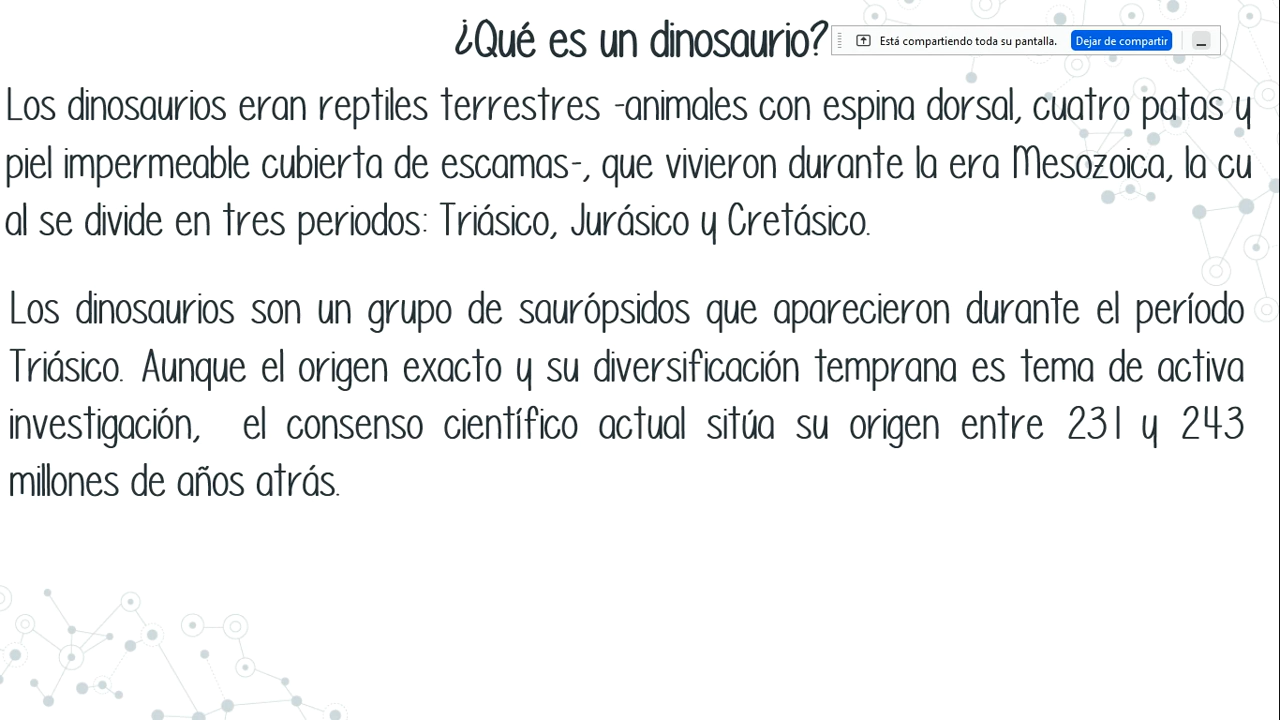 ¿Qué es un dinosaurio?
Está compartiendo toda su pantalla. Dejar de compartir
Los dinosaurios eran reptiles terrestres -animales con espina dorsal, cuatro patas y
piel impermeable cubierta de escamas-, que vivieron durante la era Mesozoica, la cu
al se divide en tres periodos: Triásico, Jurásico y Cretásico.
Los dinosaurios son un grupo de saurópsidos que aparecieron durante el período
Triásico. Aunque el origen exacto y su diversificación temprana es tema de activa
investigación, el consenso científico actual sitúa su origen entre 231 y 243
millones de años atrás.